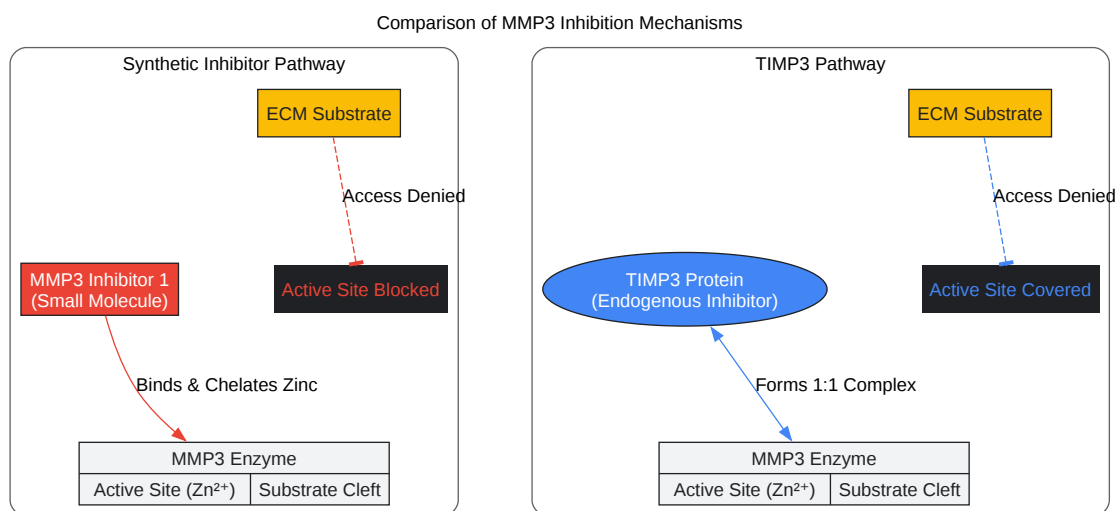 Comparison of MMP3 Inhibition Mechanisms
Synthetic Inhibitor Pathway
ECM Substrate
Access Denied
MMP3 Inhibitor 1
(Small Molecule)
Active Site Blocked
Binds & Chelates Zinc
MMP3 Enzyme
Active Site (Zn²⁺)
Substrate Cleft
TIMP3 Pathway
ECM Substrate
Access Denied
TIMP3 Protein
(Endogenous Inhibitor)
Active Site Covered
Forms 1:1 Complex
MMP3 Enzyme
Active Site (Zn²⁺)
Substrate Cleft